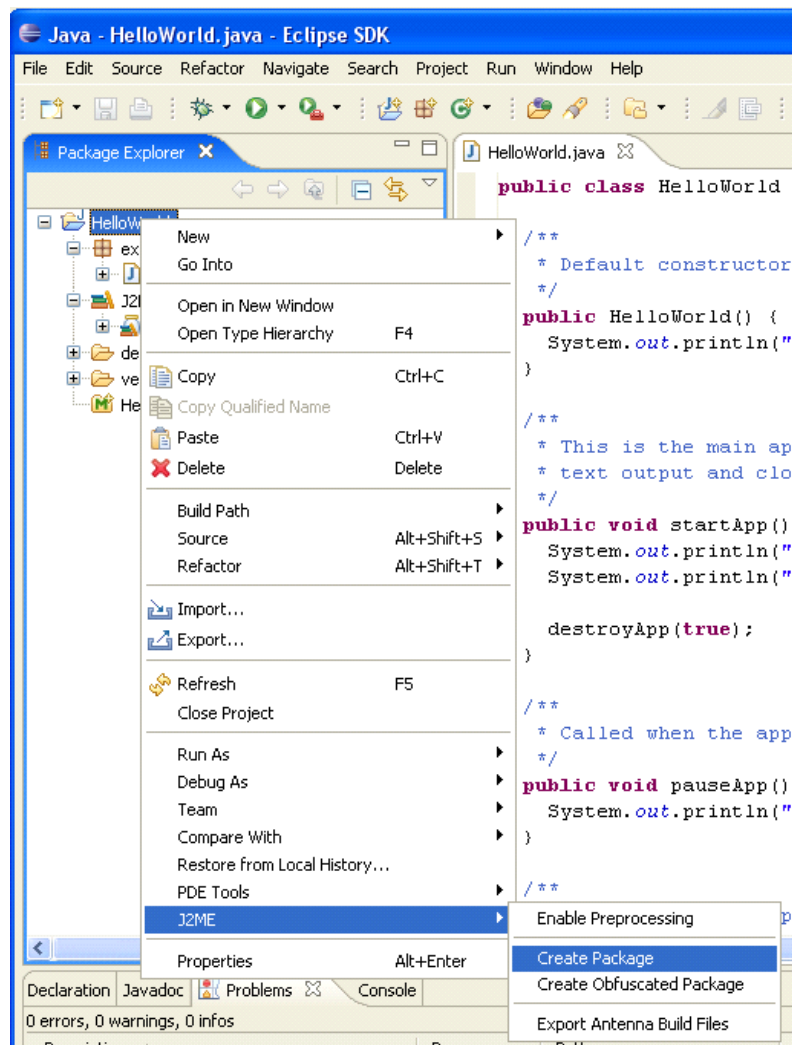 Java - HelloWorld.java - Eclipse SDK
File Edit Source Refactor Navigate Search Project Run Window Help
Package Explorer
HelloWorld.java
public class HelloWorld
/**
* Default constructor
*/
public HelloWorld() {
System.out.println("
}
/**
* This is the main ap
* text output and clo
*/
public void startApp()
System.out.println("
System.out.println("
destroyApp(true);
}
/**
* Called when the app
*/
public void pauseApp()
System.out.println("
}
/**
HelloW
ex
J
J2
de
ve
He
New
Go Into
Open in New Window
Open Type Hierarchy F4
Copy Ctrl+C
Copy Qualified Name
Paste Ctrl+V
Delete Delete
Build Path
Source Alt+Shift+S
Refactor Alt+Shift+T
Import...
Export...
Refresh F5
Close Project
Run As
Debug As
Team
Compare With
Restore from Local History...
PDE Tools
J2ME
Properties Alt+Enter
Enable Preprocessing
Create Package
Create Obfuscated Package
Export Antenna Build Files
Declaration Javadoc Problems Console
0 errors, 0 warnings, 0 infos